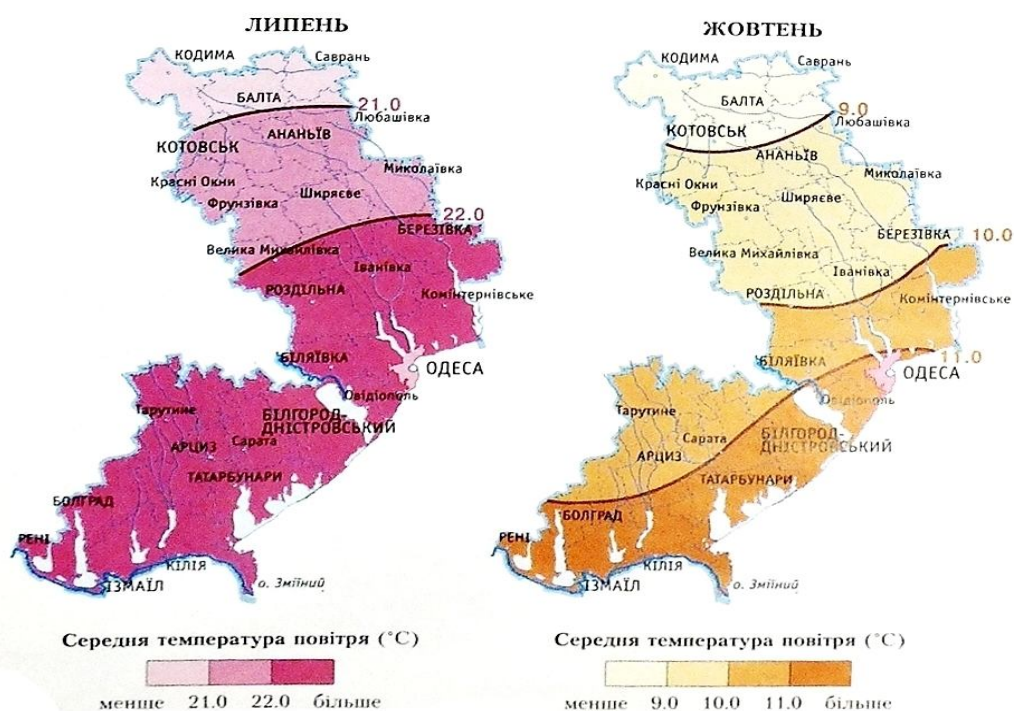 ЛИПЕНЬ
КОДИМА
Саврань
БАЛТА
21.0
Любашівка
АНАНЬЇВ
КОТОВСЬК
Миколаївка
Красні Окни
Ширяєве
Фрунзівка
22.0
БЕРЕЗІВКА
Велика Михайлівка
Іванівка
РОЗДІЛЬНА
Комінтернівське
БІЛЯЇВКА
ОДЕСА
Овідіополь
Тарутине
БІЛГОРОД-
ДНІСТРОВСЬКИЙ
Сарата
АРЦИЗ
ТАТАРБУНАРИ
БОЛГРАД
РЕНІ
КІЛІЯ
ІЗМАЇЛ
о. Зміїний
Середня температура повітря (°С)
менше 21.0 22.0 більше
ЖОВТЕНЬ
КОДИМА
Саврань
БАЛТА
9.0
Любашівка
КОТОВСЬК
АНАНЬЇВ
Миколаївка
Красні Окни
Ширяєве
Фрунзівка
БЕРЕЗІВКА
10.0
Велика Михайлівка
Іванівка
РОЗДІЛЬНА
Комінтернівське
11.0
БІЛЯЇВКА
ОДЕСА
Овідіополь
Тарутине
БІЛГОРОД-
ДНІСТРОВСЬКИЙ
Сарата
АРЦИЗ
ТАТАРБУНАРИ
БОЛГРАД
РЕНІ
КІЛІЯ
ІЗМАЇЛ
о. Зміїний
Середня температура повітря (°С)
менше 9.0 10.0 11.0 більше